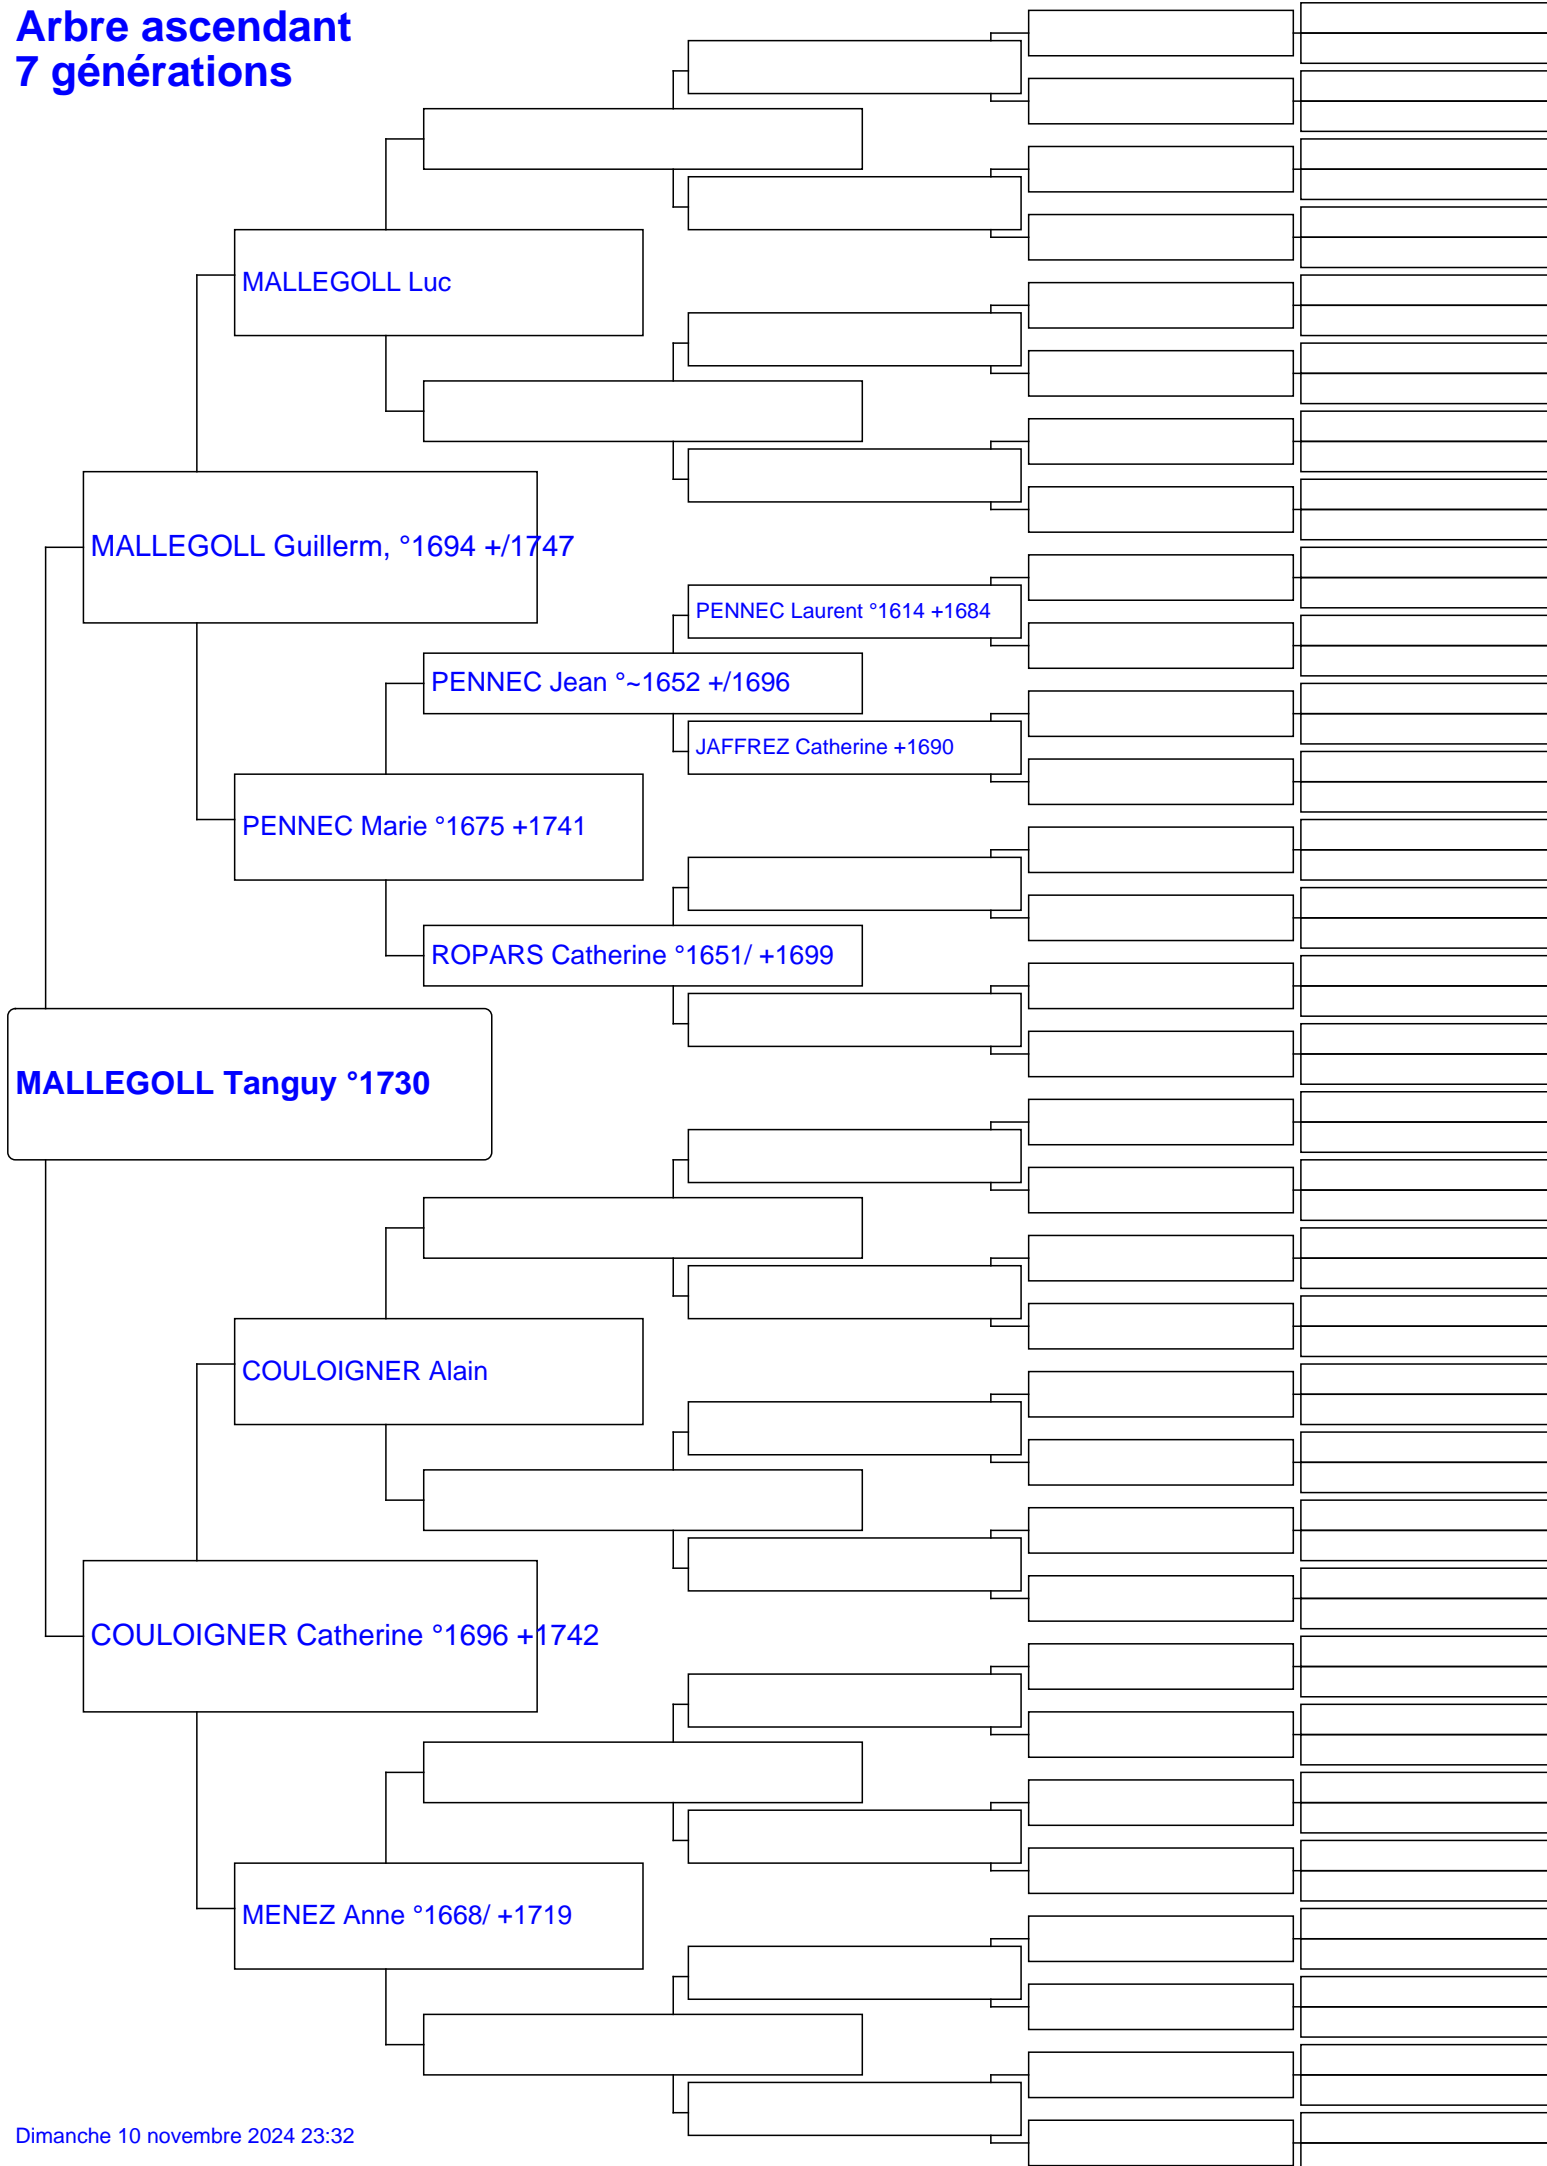 Arbre ascendant
7 générations
MALLEGOLL Luc
MALLEGOLL Guillerm, °1694 +/1747
PENNEC Laurent °1614 +1684
PENNEC Jean °~1652 +/1696
JAFFREZ Catherine +1690
PENNEC Marie °1675 +1741
ROPARS Catherine °1651/ +1699
MALLEGOLL Tanguy °1730
COULOIGNER Alain
COULOIGNER Catherine °1696 +1742
MENEZ Anne °1668/ +1719
Dimanche 10 novembre 2024 23:32